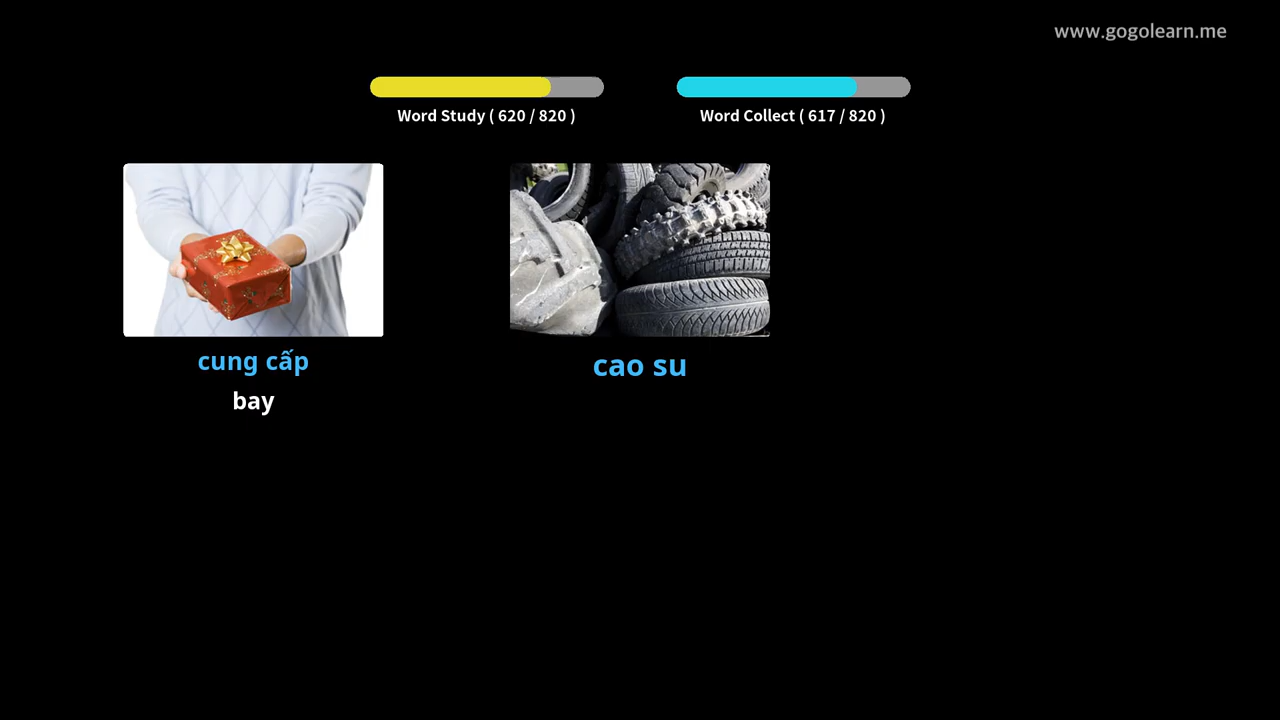 www.gogolearn.me
Word Study ( 620 / 820 )
Word Collect ( 617 / 820 )
cung cấp
bay
cao su